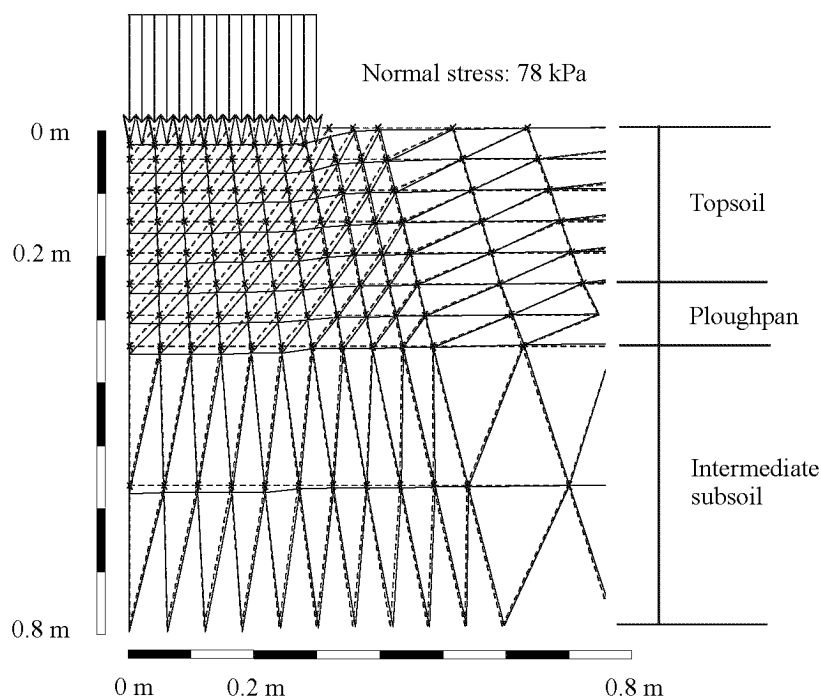 Normal stress: 78 kPa
0 m
Topsoil
0.2 m
Ploughpan
Intermediate
subsoil
0.8 m
0 m
0.2 m
0.8 m